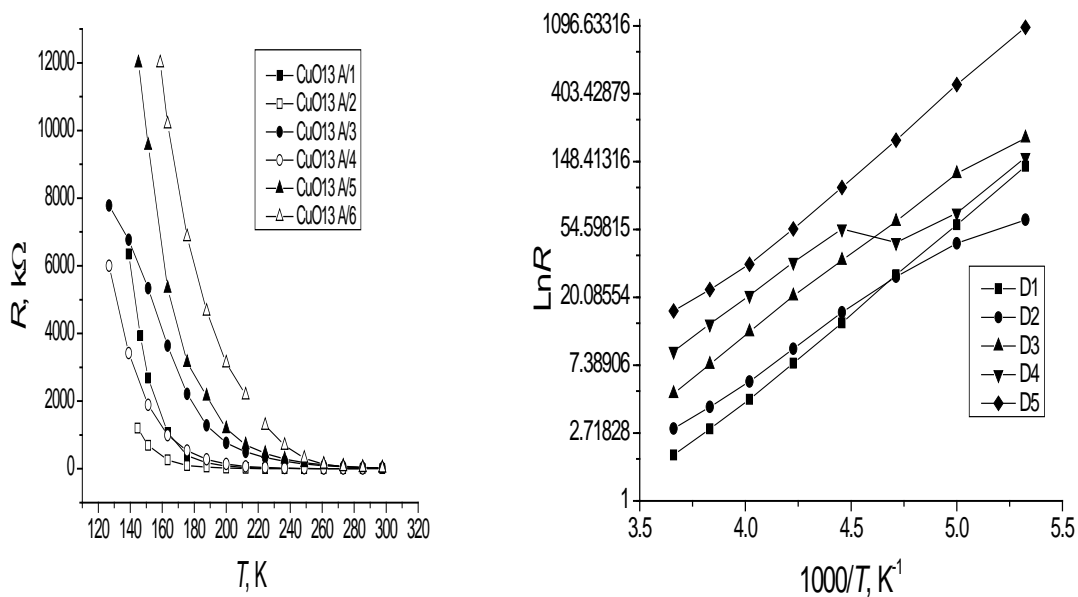 12000
10000
8000
6000
4000
2000
0
R, kΩ
120 140 160 180 200 220 240 260 280 300 320
T, K
CuO13 A/1
CuO13 A/2
CuO13 A/3
CuO13 A/4
CuO13 A/5
CuO13 A/6
1096.63316
403.42879
148.41316
54.59815
20.08554
7.38906
2.71828
1
LnR
3.5 4.0 4.5 5.0 5.5
1000/T, K⁻¹
D1
D2
D3
D4
D5